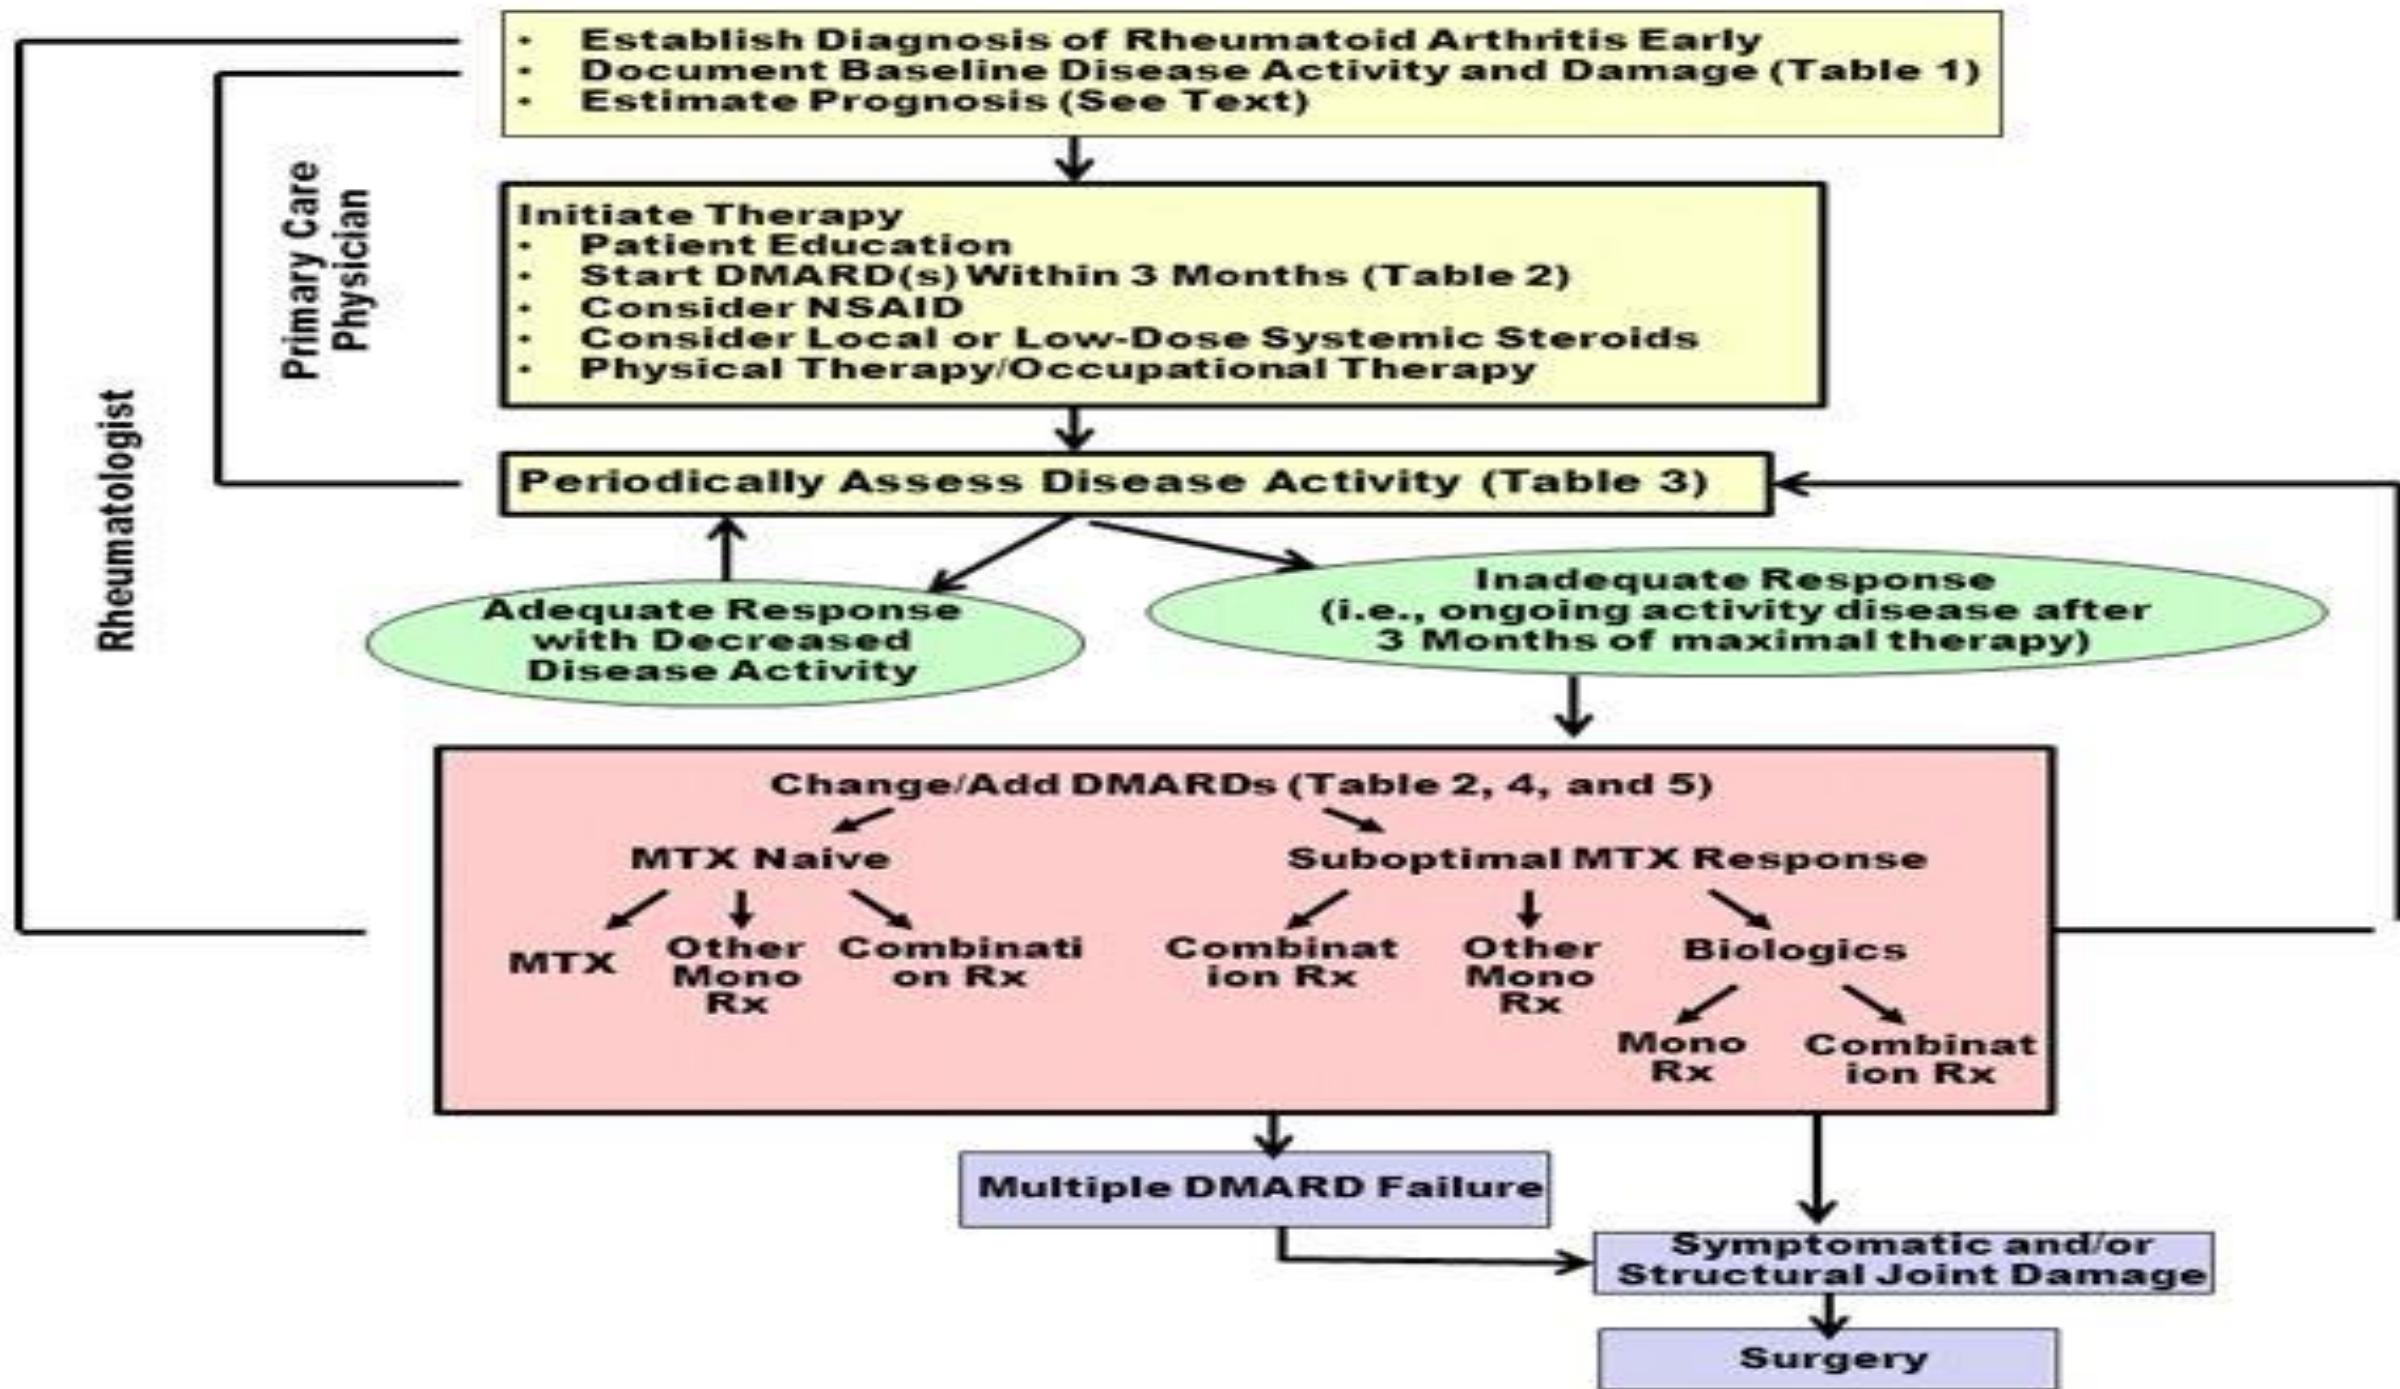 • Establish Diagnosis of Rheumatoid Arthritis Early
• Document Baseline Disease Activity and Damage (Table 1)
• Estimate Prognosis (See Text)
Primary Care
Physician
Rheumatologist
Initiate Therapy
• Patient Education
• Start DMARD(s) Within 3 Months (Table 2)
• Consider NSAID
• Consider Local or Low-Dose Systemic Steroids
• Physical Therapy/Occupational Therapy
Periodically Assess Disease Activity (Table 3)
Adequate Response
with Decreased
Disease Activity
Inadequate Response
(i.e., ongoing activity disease after
3 Months of maximal therapy)
Change/Add DMARDs (Table 2, 4, and 5)
MTX Naive
Suboptimal MTX Response
MTX
Other
Mono
Rx
Combinati
on Rx
Combinat
ion Rx
Other
Mono
Rx
Biologics
Mono
Rx
Combinat
ion Rx
Multiple DMARD Failure
Symptomatic and/or
Structural Joint Damage
Surgery